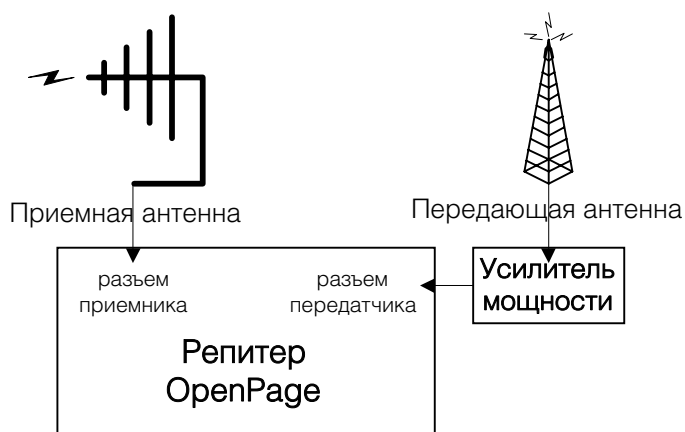 Приемная антенна
Передающая антенна
разъем
приемника
разъем
передатчика
Усилитель
мощности
Репитер
OpenPage